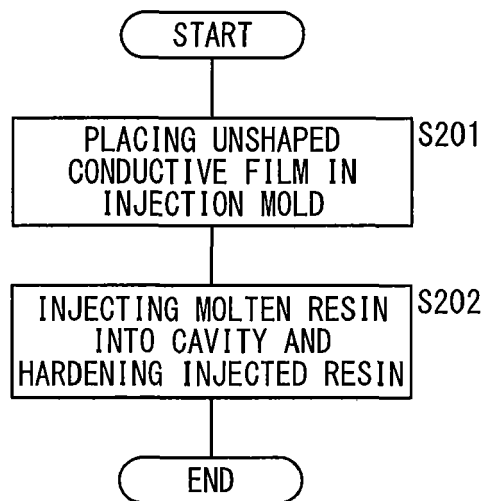 START
PLACING UNSHAPED
CONDUCTIVE FILM IN
INJECTION MOLD
S201
INJECTING MOLTEN RESIN
INTO CAVITY AND
HARDENING INJECTED RESIN
S202
END